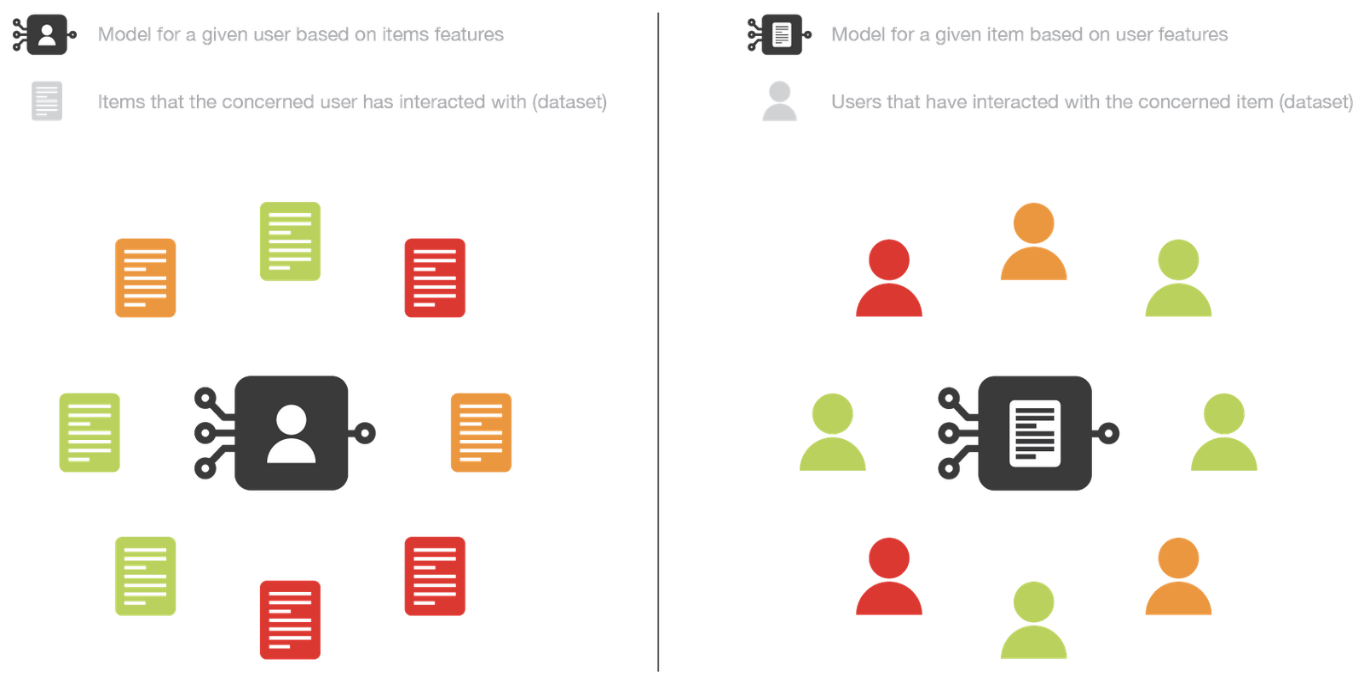 Model for a given user based on items features
Items that the concerned user has interacted with (dataset)
Model for a given item based on user features
Users that have interacted with the concerned item (dataset)